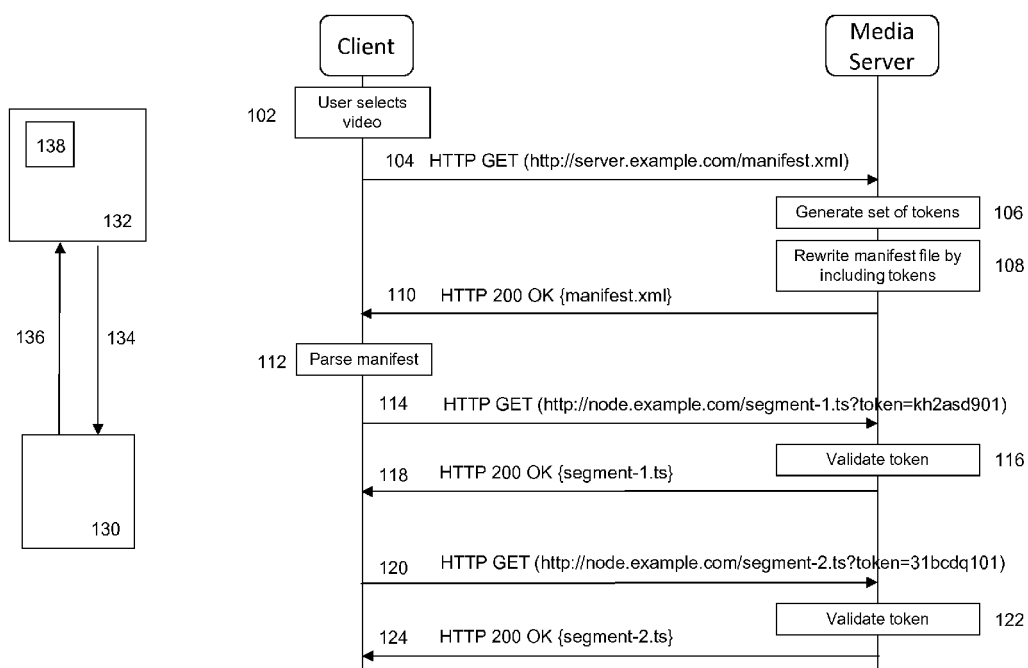 Client
Media
Server
102
User selects
video
138
132
104 HTTP GET (http://server.example.com/manifest.xml)
Generate set of tokens 106
Rewrite manifest file by
including tokens
108
110 HTTP 200 OK {manifest.xml}
136 134
112 Parse manifest
114 HTTP GET (http://node.example.com/segment-1.ts?token=kh2asd901)
Validate token 116
118 HTTP 200 OK {segment-1.ts}
130
120 HTTP GET (http://node.example.com/segment-2.ts?token=31bcdq101)
Validate token 122
124 HTTP 200 OK {segment-2.ts}